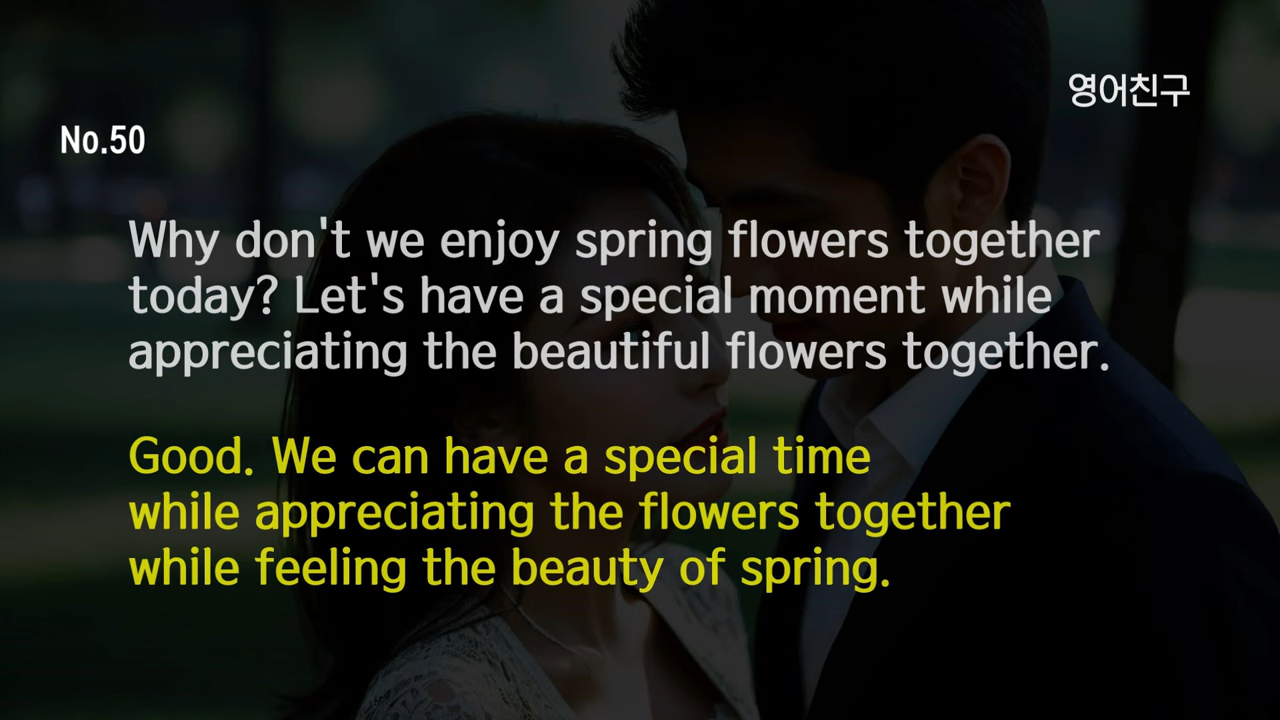 영어친구
No.50
Why don't we enjoy spring flowers together
today? Let's have a special moment while
appreciating the beautiful flowers together.
Good. We can have a special time
while appreciating the flowers together
while feeling the beauty of spring.